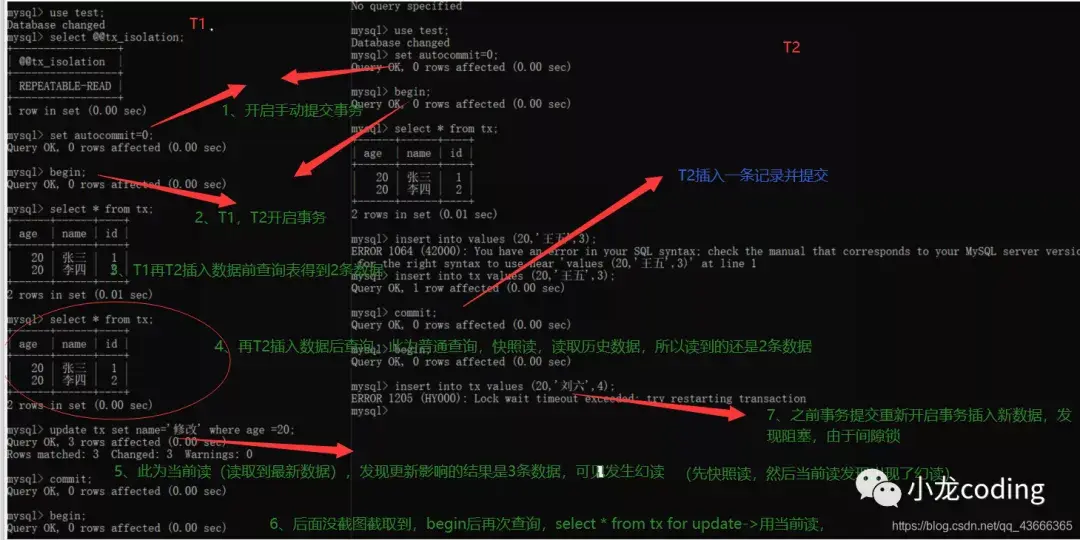 mysql> use test;
Database changed
mysql> select @@tx_isolation;
+-----------------+
| @@tx_isolation |
+-----------------+
| REPEATABLE-READ |
+-----------------+
1 row in set (0.00 sec)
mysql> set autocommit=0;
Query OK, 0 rows affected (0.00 sec)
mysql> begin;
Query OK, 0 rows affected (0.00 sec)
mysql> select * from tx;
| age | name | id |
| 20 | 张三 | 1 |
| 20 | 李四 | 2 |
2 rows in set (0.01 sec)
mysql> select * from tx;
| age | name | id |
| 20 | 张三 | 1 |
| 20 | 李四 | 2 |
2 rows in set (0.00 sec)
mysql> update tx set name='修改' where age =20;
Query OK, 3 rows affected (0.00 sec)
Rows matched: 3 Changed: 3 Warnings: 0
mysql> commit;
Query OK, 0 rows affected (0.00 sec)
mysql> begin;
Query OK, 0 rows affected (0.00 sec)
T1.
No query specified
mysql> use test;
Database changed
mysql> set autocommit=0;
Query OK, 0 rows affected (0.00 sec)
mysql> begin;
Query OK, 0 rows affected (0.00 sec)
mysql> select * from tx;
| age | name | id |
| 20 | 张三 | 1 |
| 20 | 李四 | 2 |
2 rows in set (0.01 sec)
mysql> insert into values (20,'王五',3);
ERROR 1064 (42000): You have an error in your SQL syntax; check the manual that corresponds to your MySQL server versio
for the right syntax to use near 'values (20,'王五',3)' at line 1
mysql> insert into tx values (20,'王五',3);
Query OK, 1 row affected (0.00 sec)
mysql> commit;
Query OK, 0 rows affected (0.00 sec)
mysql> begin;
Query OK, 0 rows affected (0.00 sec)
mysql> insert into tx values (20,'刘六',4);
ERROR 1205 (HY000): Lock wait timeout exceeded; try restarting transaction
mysql>
T2
1、开启手动提交事务
2、T1，T2开启事务
3、T1再T2插入数据前查询表得到2条数据
T2插入一条记录并提交
4、再T2插入数据后查询，此为普通查询，快照读，读取历史数据，所以读到的还是2条数据
5、此为当前读（读取到最新数据），发现更新影响的结果是3条数据，可以发生幻读 （先快照读，然后当前读发现出现了幻读）
6、后面没截图截取到，begin后再次查询，select * from tx for update->用当前读，
7、之前事务提交重新开启事务插入新数据，发
现阻塞，由于间隙锁
小龙coding
https://blog.csdn.net/qq_43666365